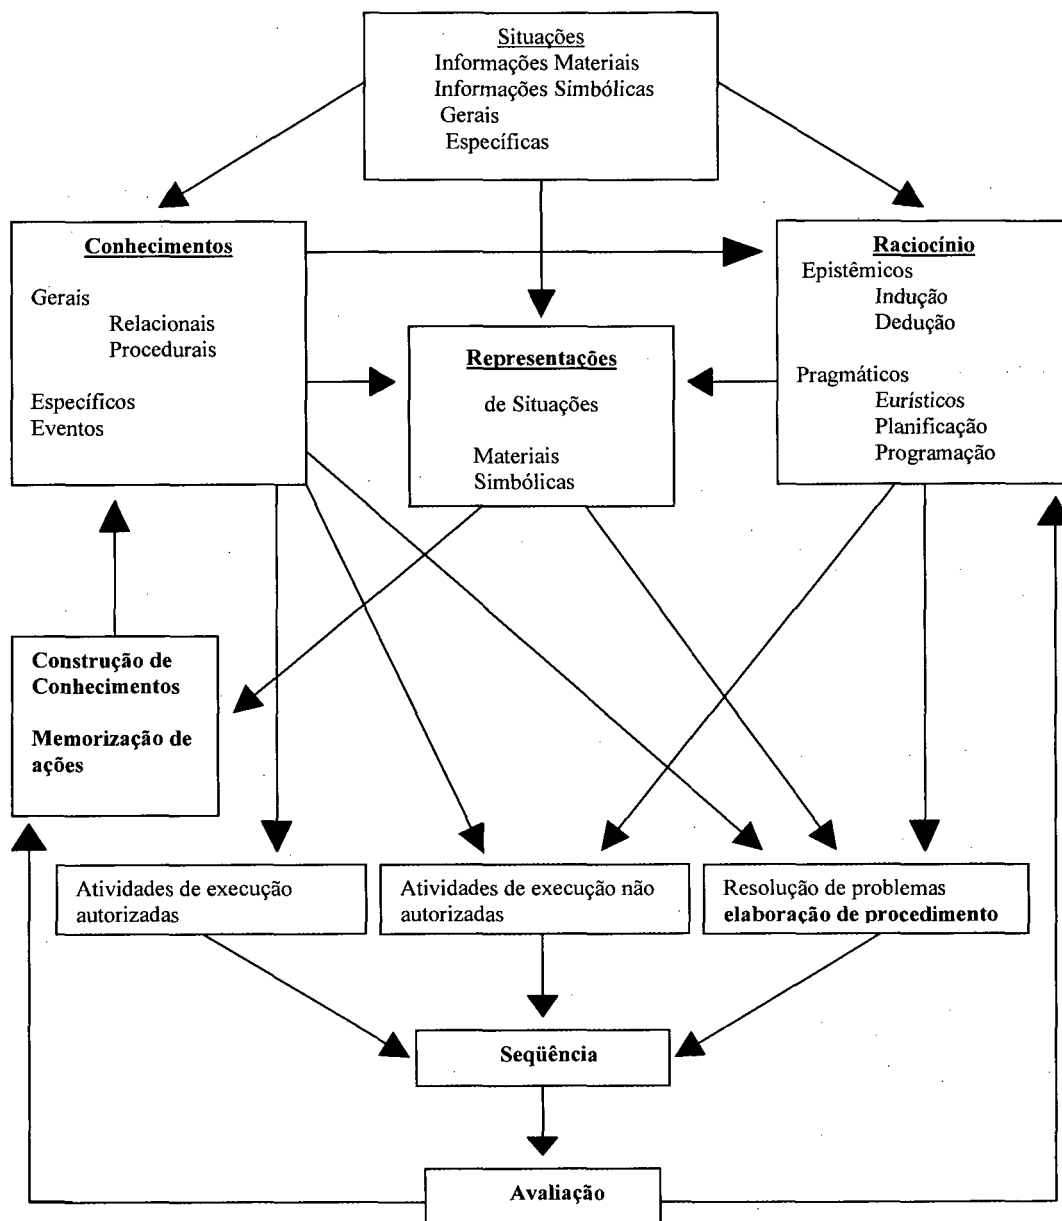 Situações
Informações Materiais
Informações Simbólicas
Gerais
Específicas
Conhecimentos
Gerais
Relacionais
Procedurais
Específicos
Eventos
Representações
de Situações
Materiais
Simbólicas
Raciocínio
Epistêmicos
Indução
Dedução
Pragmáticos
Eurísticos
Planificação
Programação
Construção de
Conhecimentos
Memorização de
ações
Atividades de execução
autorizadas
Atividades de execução não
autorizadas
Resolução de problemas
elaboração de procedimento
Seqüência
Avaliação